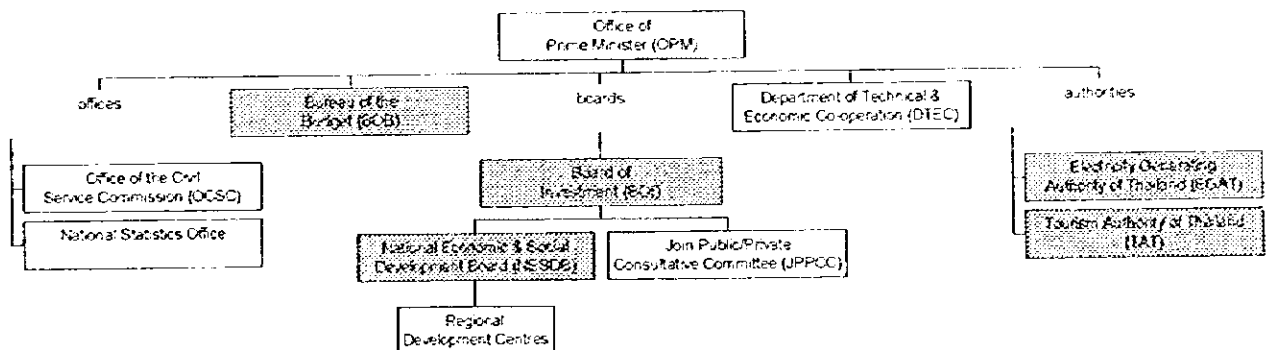 Office of
Prime Minister (OPM)
offices
Bureau of the
Budget (BOB)
boards
Department of Technical &
Economic Co-operation (DTEC)
authorities
Office of the Civil
Service Commission (OCSC)
National Statistics Office
Board of
Investment (BOI)
Electricity Generating
Authority of Thailand (EGAT)
Tourism Authority of Thailand
(TAT)
National Economic & Social
Development Board (NESDB)
Join Public/Private
Consultative Committee (JPPCC)
Regional
Development Centres